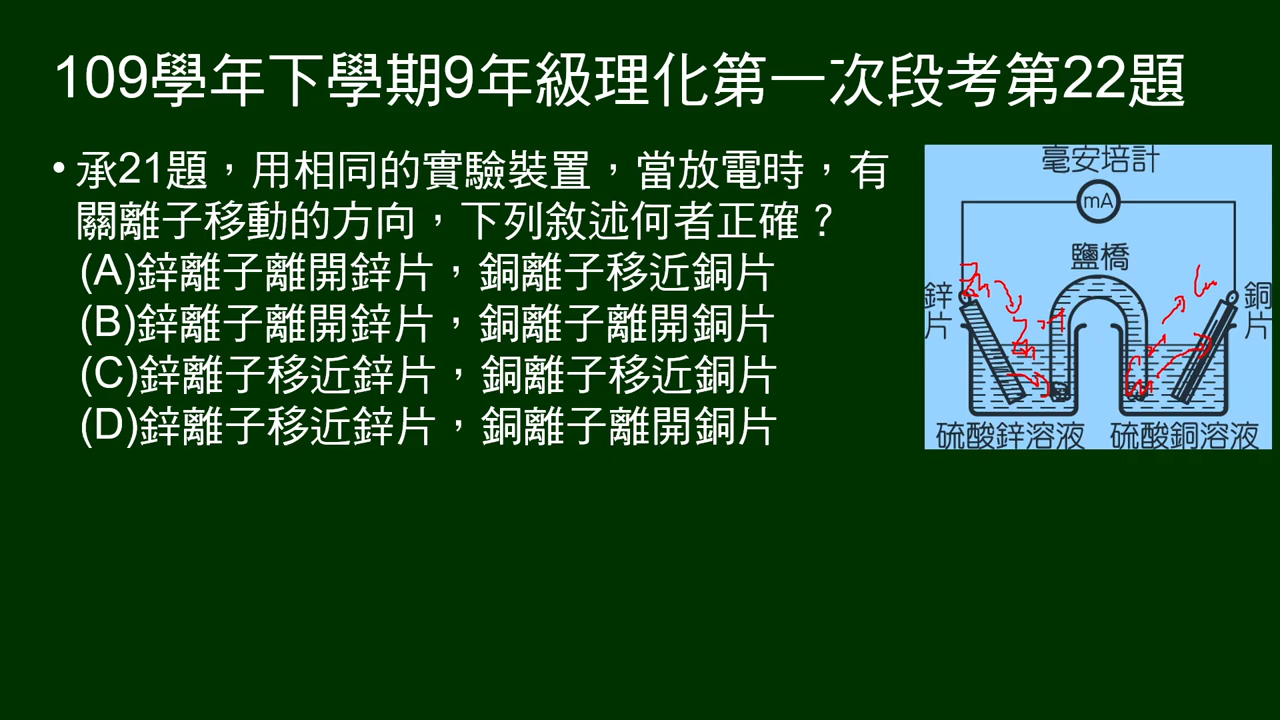 109學年下學期9年級理化第一次段考第22題
• 承21題，用相同的實驗裝置，當放電時，有
關離子移動的方向，下列敘述何者正確？
(A)鋅離子離開鋅片，銅離子移近銅片
(B)鋅離子離開鋅片，銅離子離開銅片
(C)鋅離子移近鋅片，銅離子移近銅片
(D)鋅離子移近鋅片，銅離子離開銅片
毫安培計
mA
鹽橋
鋅片
銅片
Zn
硫酸鋅溶液
硫酸銅溶液